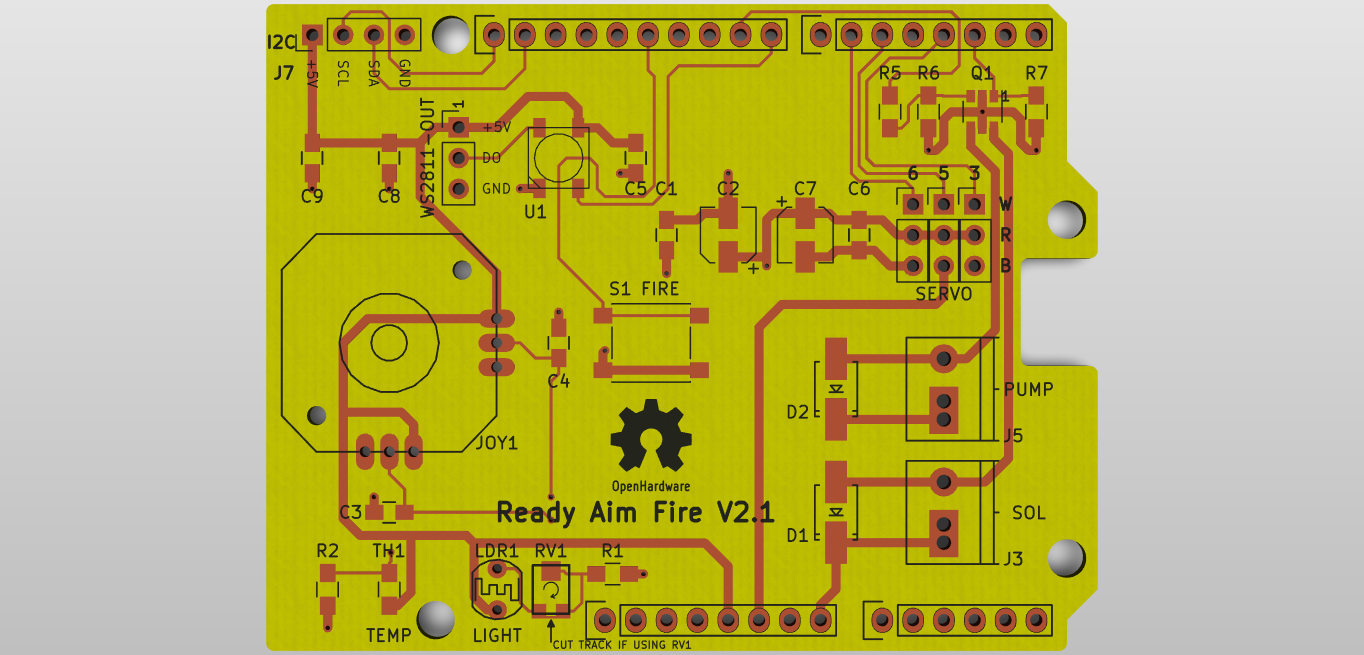 I2C
J7
+5V
SCL
SDA
GND
R5 R6 Q1 R7
1
WS2811-OUT
1
+5V
DO
GND
C9
C8
U1
C5 C1 C2 C7 C6
+
+
6 5 3
W
R
B
SERVO
S1 FIRE
C4
JOY1
D2
PUMP
J5
OpenHardware
Ready Aim Fire V2.1
C3
D1
SOL
J3
R2 TH1 LDR1 RV1 R1
TEMP LIGHT
CUT TRACK IF USING RV1